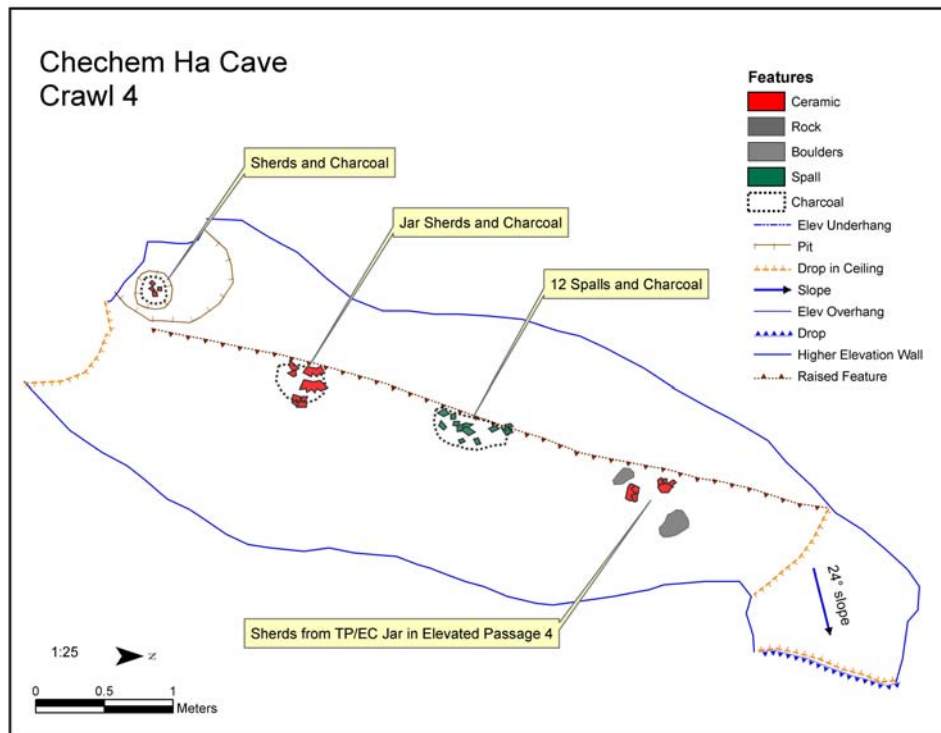 Chechem Ha Cave
Crawl 4
Features
Ceramic
Rock
Boulders
Spall
Charcoal
Elev Underhang
Pit
Drop in Ceiling
Slope
Elev Overhang
Drop
Higher Elevation Wall
Raised Feature
Sherds and Charcoal
Jar Sherds and Charcoal
12 Spalls and Charcoal
24° slope
Sherds from TP/EC Jar in Elevated Passage 4
1:25
N
0 0.5 1
Meters